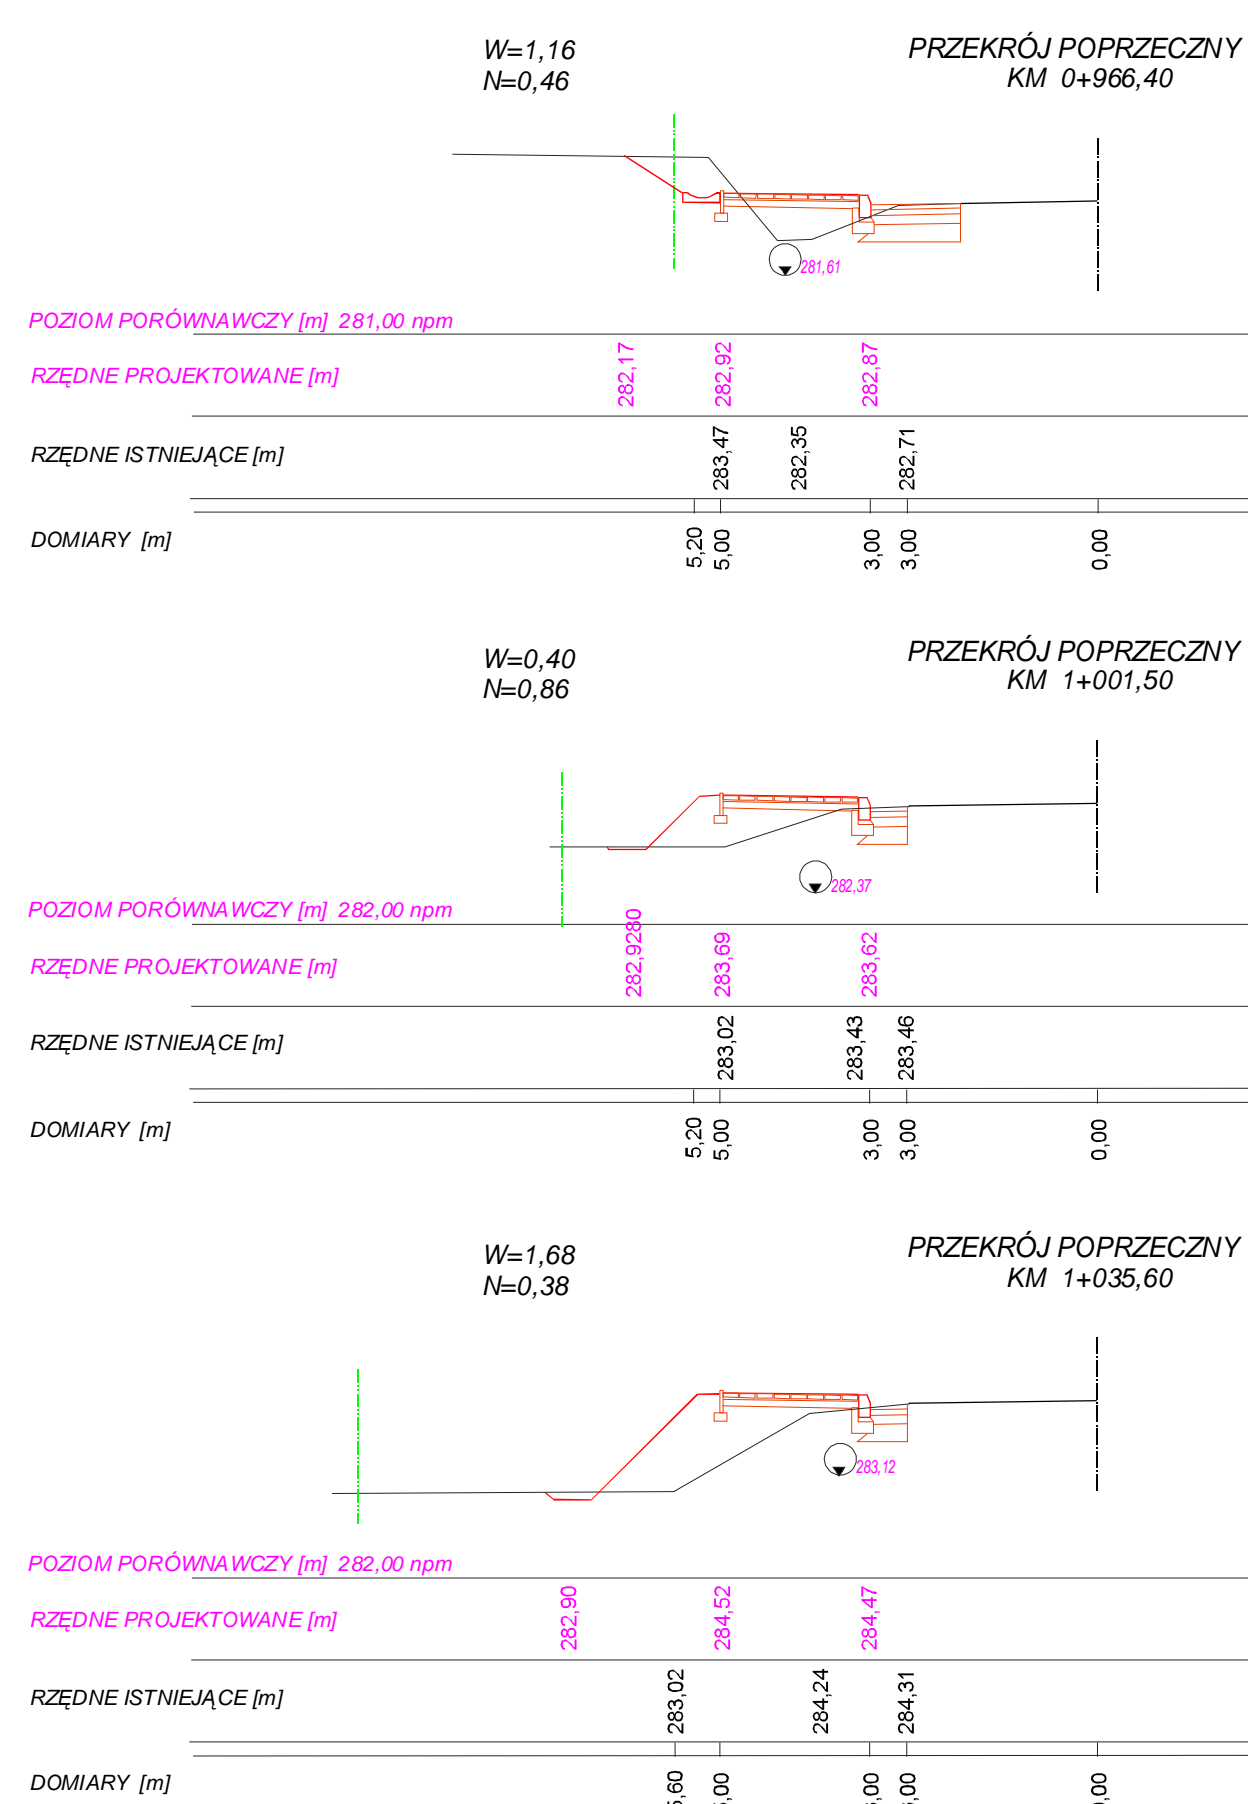 W=1,16
N=0,46
PRZEKRÓJ POPRZECZNY
KM 0+966,40
281,61
POZIOM PORÓWNAWCZY [m] 281,00 npm
RZĘDNE PROJEKTOWANE [m]
282,17 282,92 282,87
RZĘDNE ISTNIEJĄCE [m]
283,47 282,35 282,71
DOMIARY [m]
5,20 5,00 3,00 3,00 0,00
W=0,40
N=0,86
PRZEKRÓJ POPRZECZNY
KM 1+001,50
282,37
POZIOM PORÓWNAWCZY [m] 282,00 npm
RZĘDNE PROJEKTOWANE [m]
282,9280 283,69 283,62
RZĘDNE ISTNIEJĄCE [m]
283,02 283,43 283,46
DOMIARY [m]
5,20 5,00 3,00 3,00 0,00
W=1,68
N=0,38
PRZEKRÓJ POPRZECZNY
KM 1+035,60
283,12
POZIOM PORÓWNAWCZY [m] 282,00 npm
RZĘDNE PROJEKTOWANE [m]
282,90 284,52 284,47
RZĘDNE ISTNIEJĄCE [m]
283,02 284,24 284,31
DOMIARY [m]